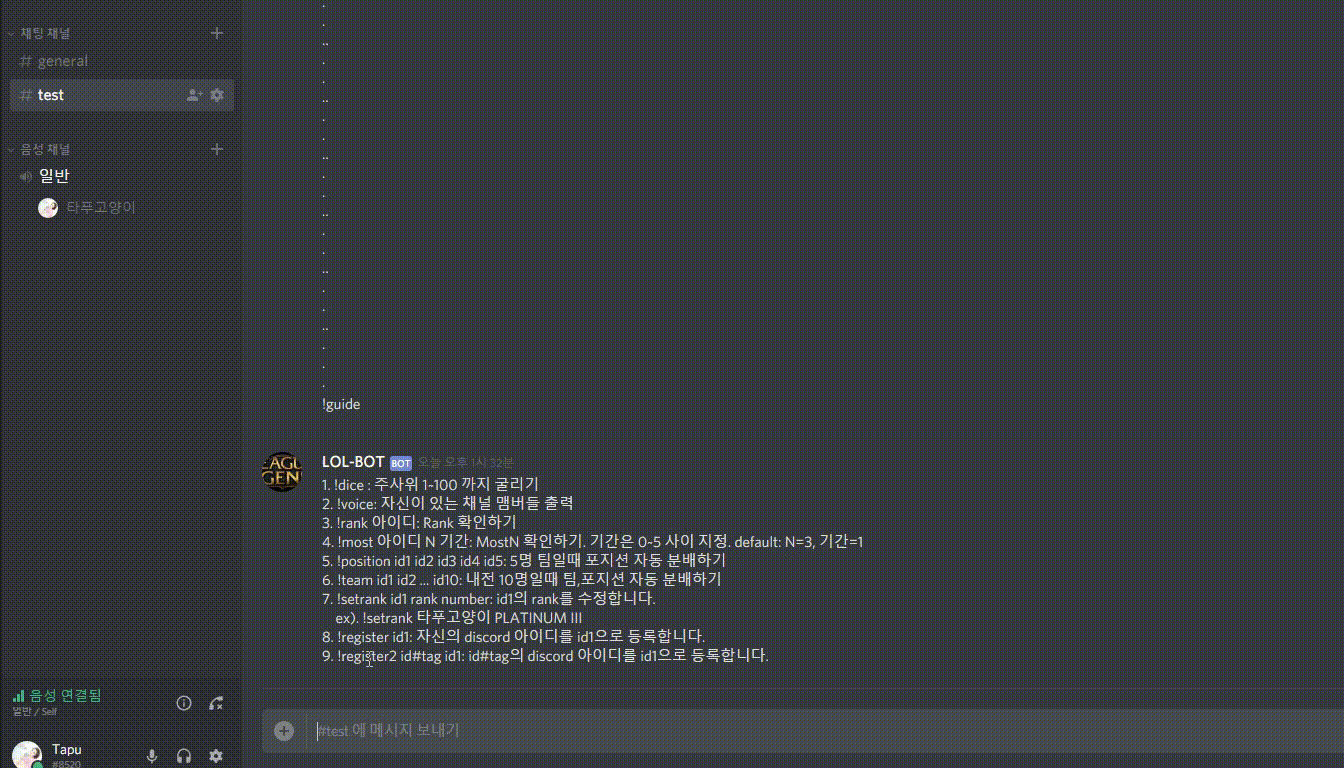 채팅 채널
# general
# test
음성 채널
일반
타푸고양이
음성 연결됨
일반 / Self
Tapu
#8520
.
.
..
.
.
..
.
.
..
.
.
..
.
.
..
.
.
..
.
.
.
!guide
LOL-BOT BOT 오늘 오후 1시 32분
1. !dice : 주사위 1-100 까지 굴리기
2. !voice: 자신이 있는 채널 맴버들 출력
3. !rank 아이디: Rank 확인하기
4. !most 아이디 N 기간: MostN 확인하기. 기간은 0-5 사이 지정. default: N=3, 기간=1
5. !position id1 id2 id3 id4 id5: 5명 팀일때 포지션 자동 분배하기
6. !team id1 id2 ... id10: 내전 10명일때 팀,포지션 자동 분배하기
7. !setrank id1 rank number: id1의 rank를 수정합니다.
ex). !setrank 타푸고양이 PLATINUM III
8. !register id1: 자신의 discord 아이디를 id1으로 등록합니다.
9. !register2 id#tag id1: id#tag의 discord 아이디를 id1으로 등록합니다.
#test 에 메시지 보내기